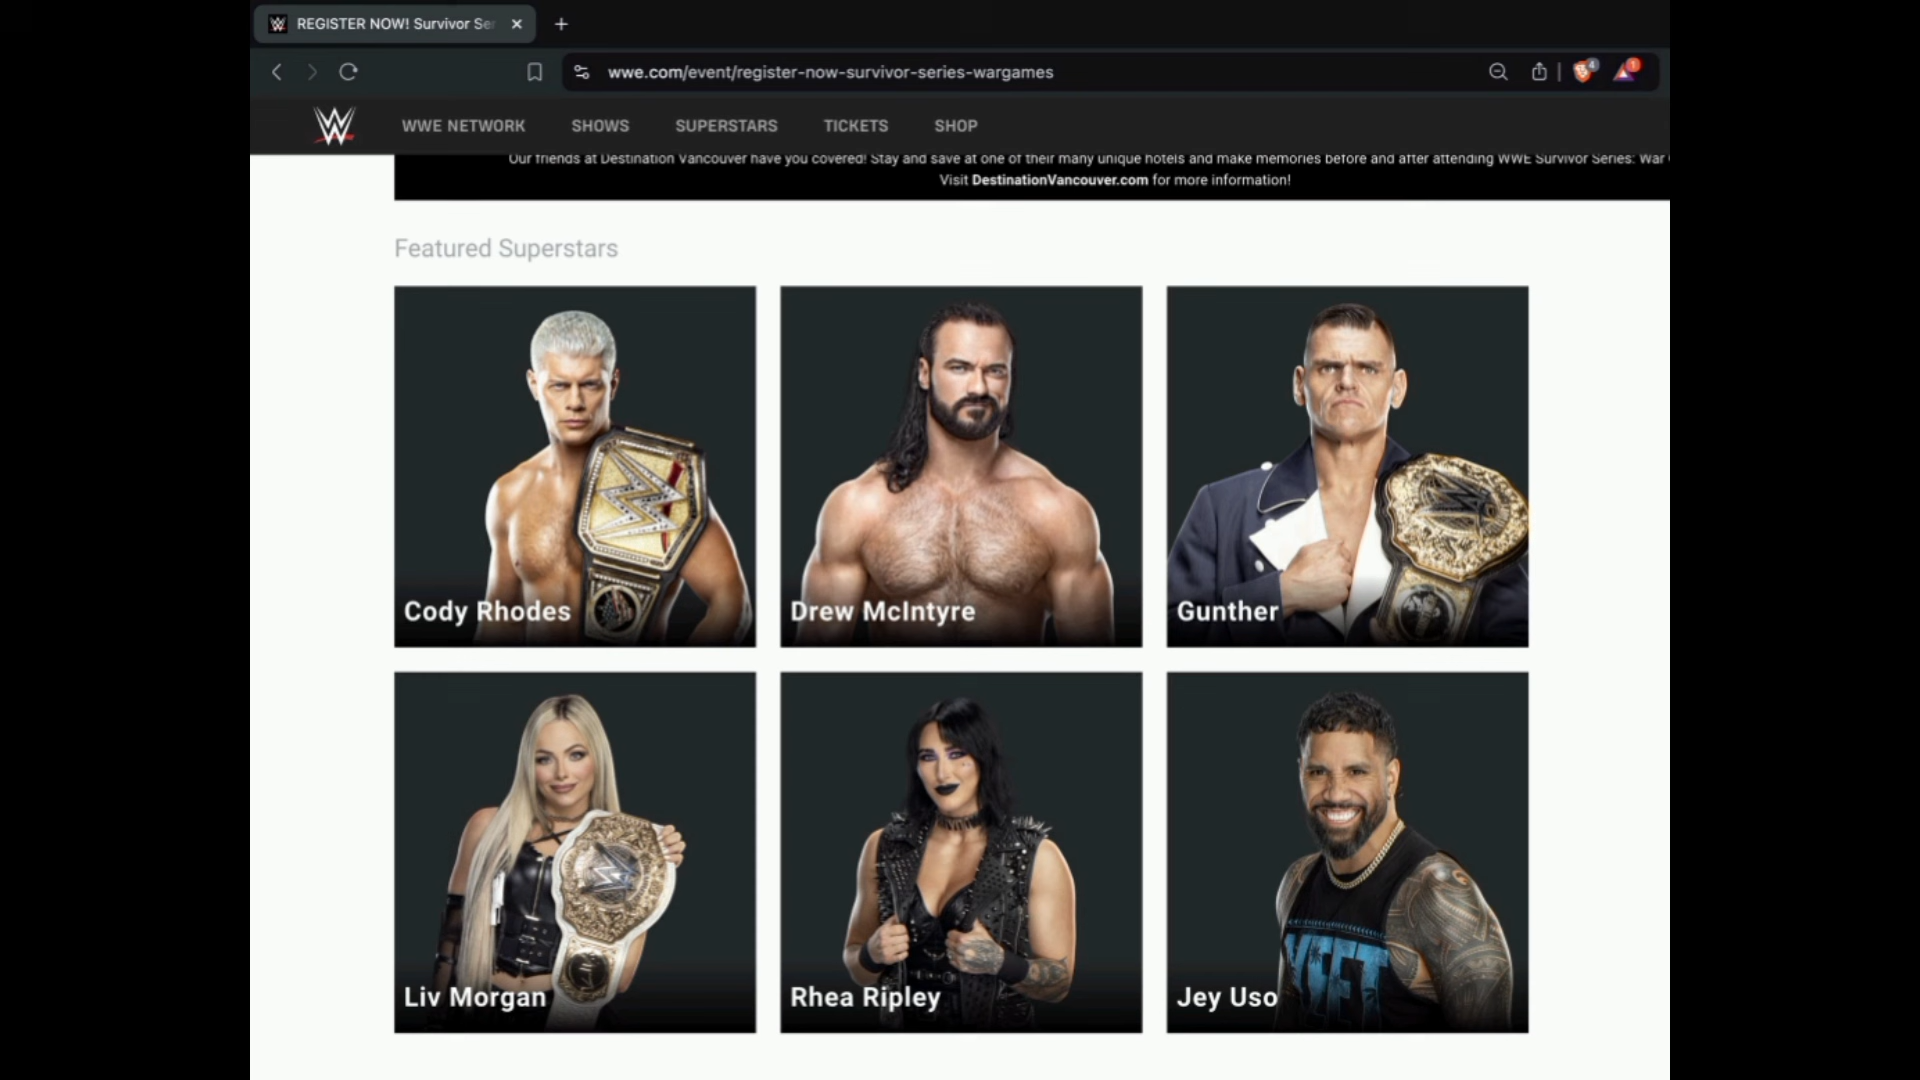 REGISTER NOW! Survivor Se
wwe.com/event/register-now-survivor-series-wargames
4
1
WWE NETWORK
SHOWS
SUPERSTARS
TICKETS
SHOP
Our friends at Destination Vancouver have you covered! Stay and save at one of their many unique hotels and make memories before and after attending WWE Survivor Series: War
Visit DestinationVancouver.com for more information!
Featured Superstars
Cody Rhodes
Drew McIntyre
Gunther
Liv Morgan
Rhea Ripley
YEET
Jey Uso